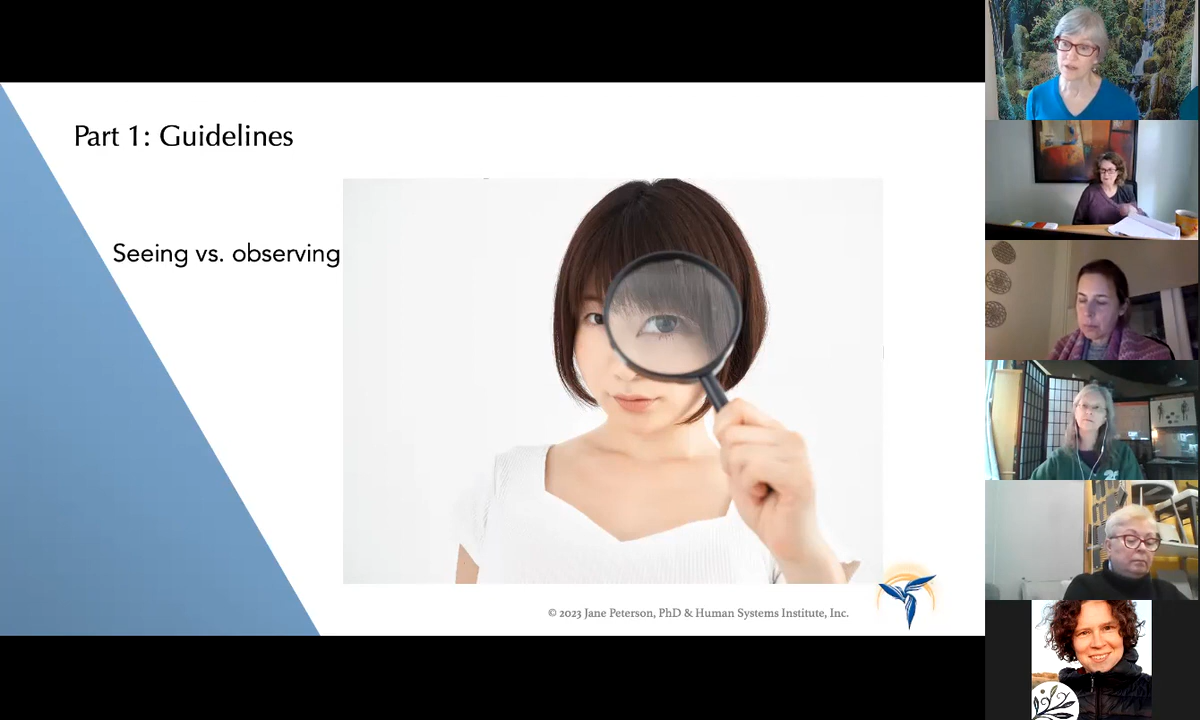 Part 1: Guidelines
Seeing vs. observing
© 2023 Jane Peterson, PhD & Human Systems Institute, Inc.